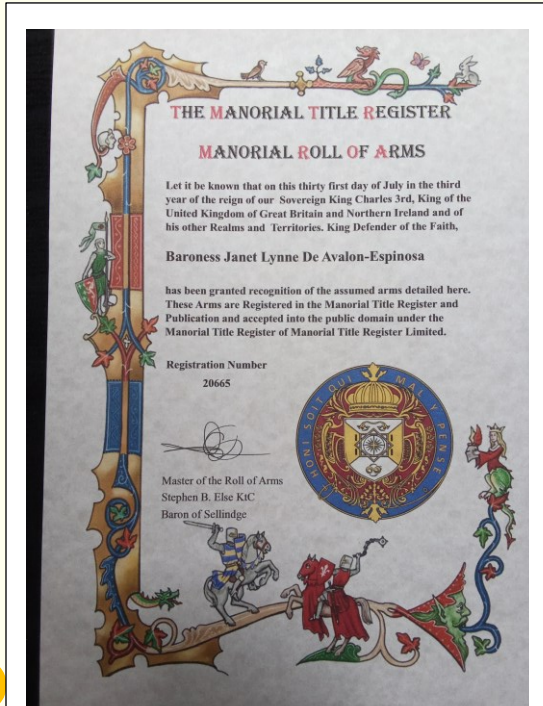 THE MANORIAL TITLE REGISTER
MANORIAL ROLL OF ARMS
Let it be known that on this thirty first day of July in the third
year of the reign of our Sovereign King Charles 3rd, King of the
United Kingdom of Great Britain and Northern Ireland and of
his other Realms and Territories. King Defender of the Faith,
Baroness Janet Lynne De Avalon-Espinosa
has been granted recognition of the assumed arms detailed here.
These Arms are Registered in the Manorial Title Register and
Publication and accepted into the public domain under the
Manorial Title Register of Manorial Title Register Limited.
Registration Number
20665
HONI SOIT QUI MAL Y PENSE
Master of the Roll of Arms
Stephen B. Else KtC
Baron of Sellindge